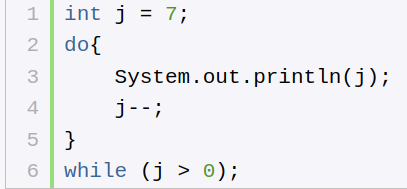 1 int j = 7;
2 do{
3     System.out.println(j);
4     j--;
5 }
6 while (j > 0);